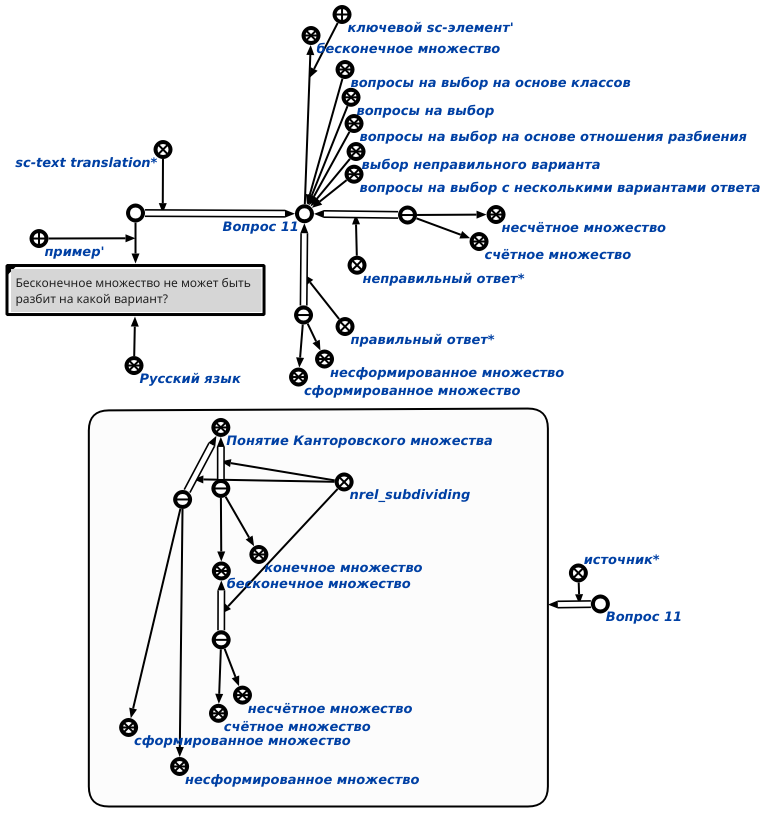 ключевой sc-элемент'
бесконечное множество
вопросы на выбор на основе классов
вопросы на выбор
вопросы на выбор на основе отношения разбиения
sc-text translation*
выбор неправильного варианта
вопросы на выбор с несколькими вариантами ответа
Вопрос 11
несчётное множество
пример'
счётное множество
неправильный ответ*
Бесконечное множество не может быть
разбит на какой вариант?
правильный ответ*
Русский язык
несформированное множество
сформированное множество
Понятие Канторовского множества
nrel_subdividing
источник*
конечное множество
бесконечное множество
Вопрос 11
несчётное множество
счётное множество
сформированное множество
несформированное множество